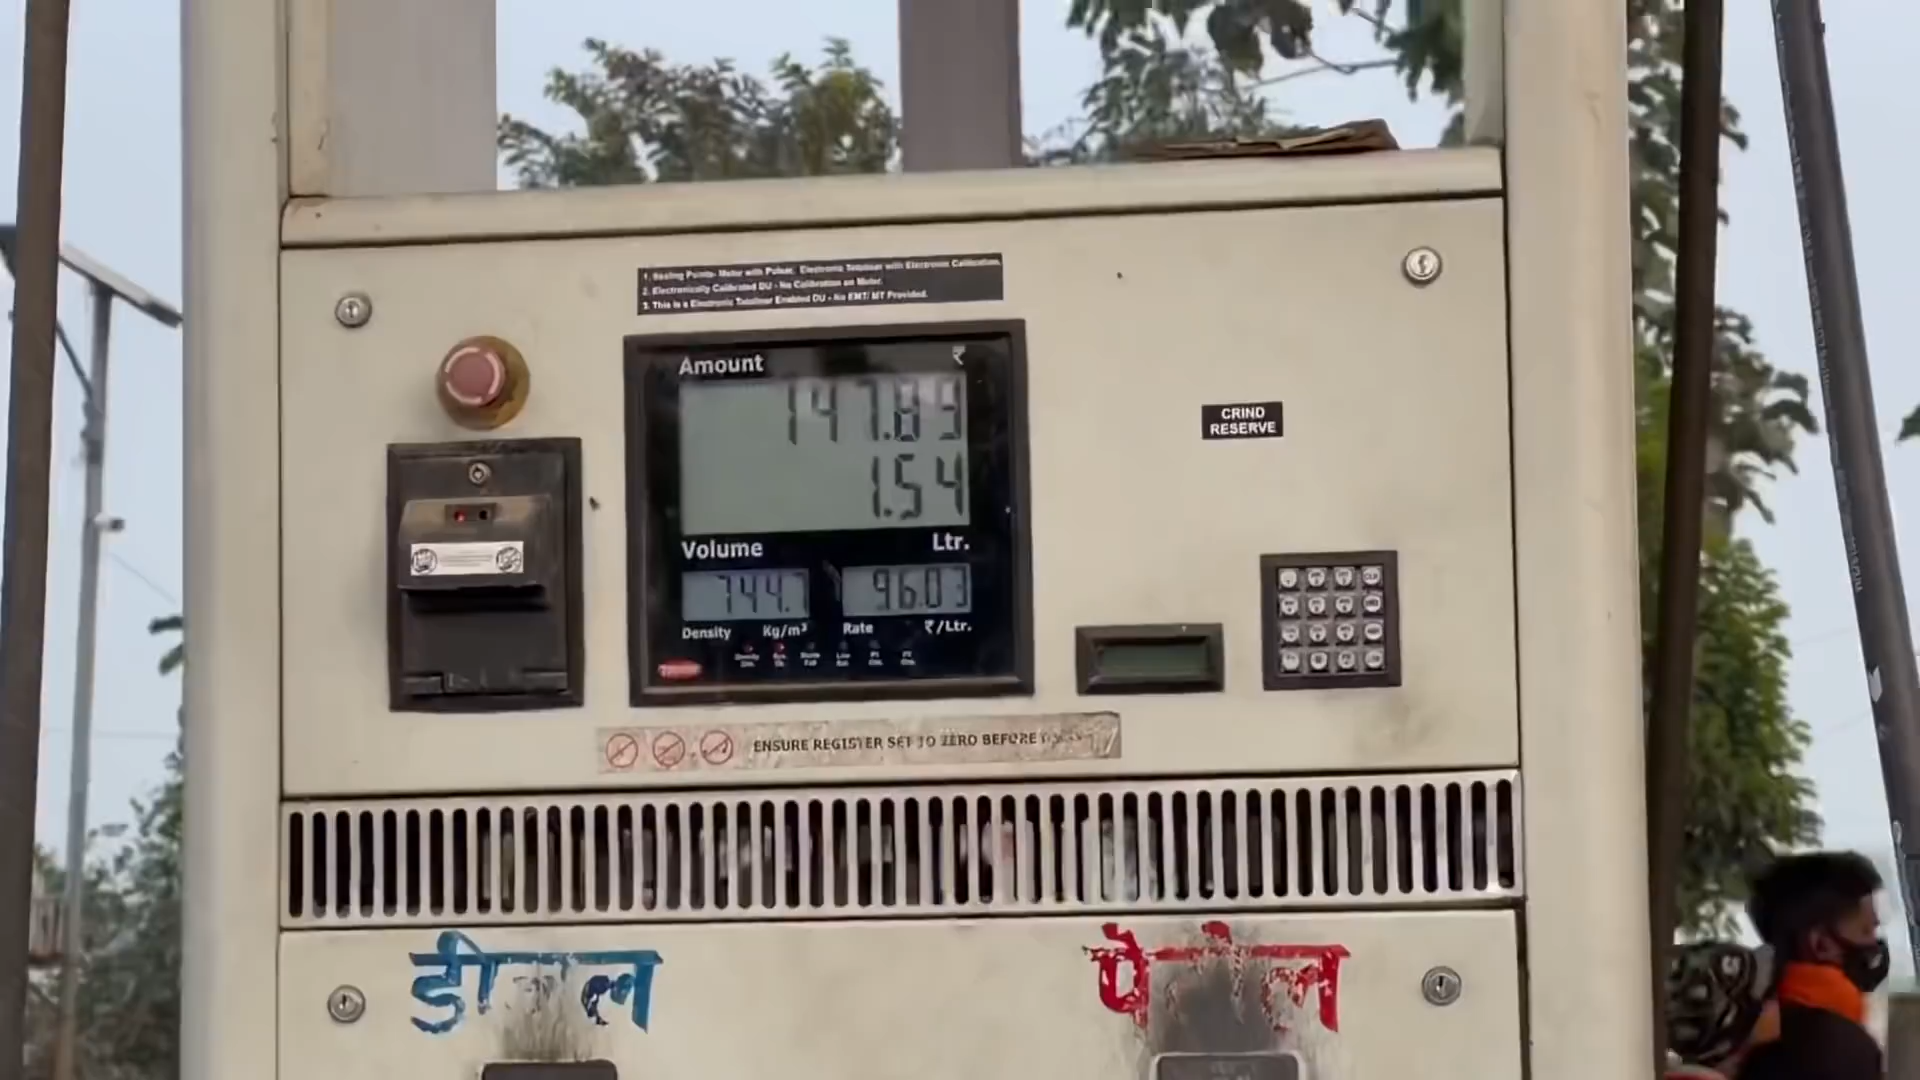 1. Sealing Points- Meter with Pulser, Electronic Totaliser with Electronic Calibration.
2. Electronically Calibrated DU - No Calibration on Meter.
3. This is a Electronic Totaliser Enabled DU - No EMT/ MT Provided.
Amount ₹
147.89
1.54
Volume Ltr.
744.7 96.03
Density Kg/m³ Rate ₹/Ltr.
CRIND
RESERVE
ENSURE REGISTER SET TO ZERO BEFORE
डीजल पेट्रोल